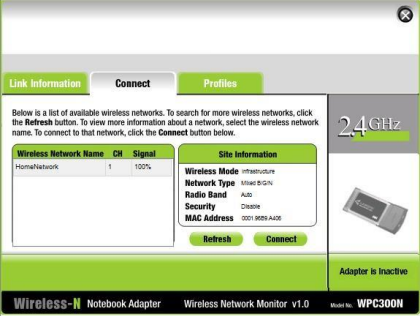 Link Information
Connect
Profiles
Below is a list of available wireless networks. To search for more wireless networks, click
the Refresh button. To view more information about a network, select the wireless network
name. To connect to that network, click the Connect button below.
2.4GHz
Wireless Network Name CH Signal
HomeNetwork 1 100%
Site Information
Wireless Mode Infrastructure
Network Type Mixed B/G/N
Radio Band Auto
Security Disable
MAC Address 0001.95B9.A405
Refresh
Connect
Adapter is Inactive
Wireless-N Notebook Adapter Wireless Network Monitor v1.0 Model No. WPC300N